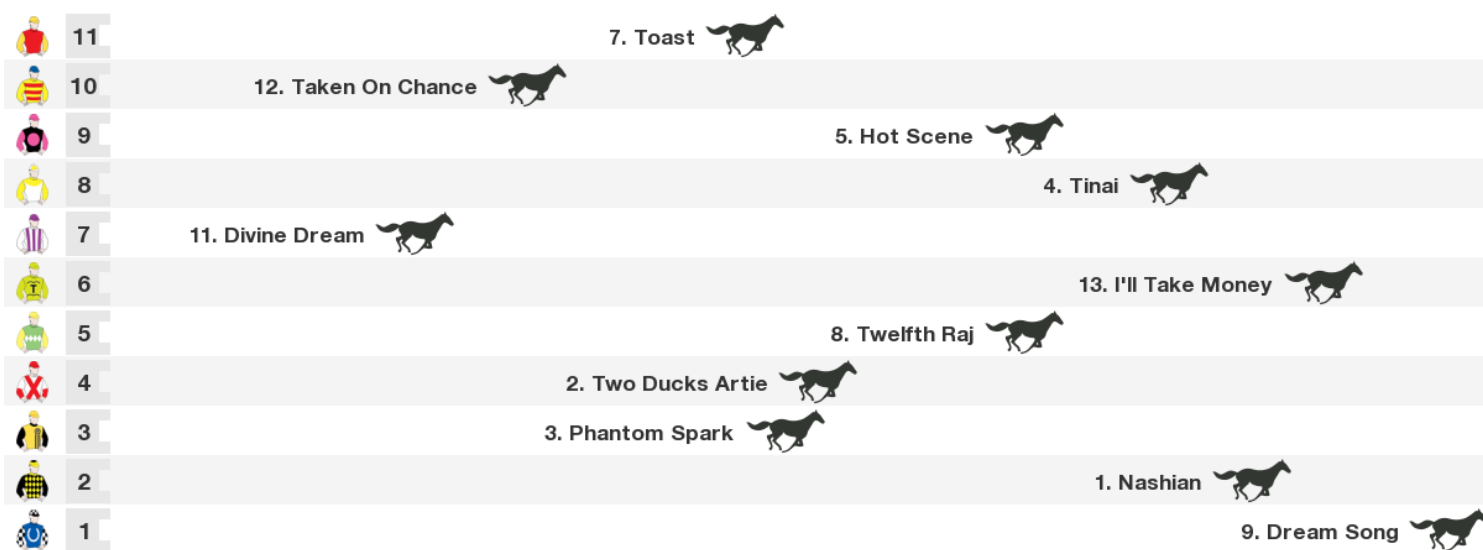 11 7. Toast
10 12. Taken On Chance
9 5. Hot Scene
8 4. Tinai
7 11. Divine Dream
6 T 13. I'll Take Money
5 8. Twelfth Raj
4 2. Two Ducks Artie
3 3. Phantom Spark
2 1. Nashian
1 9. Dream Song